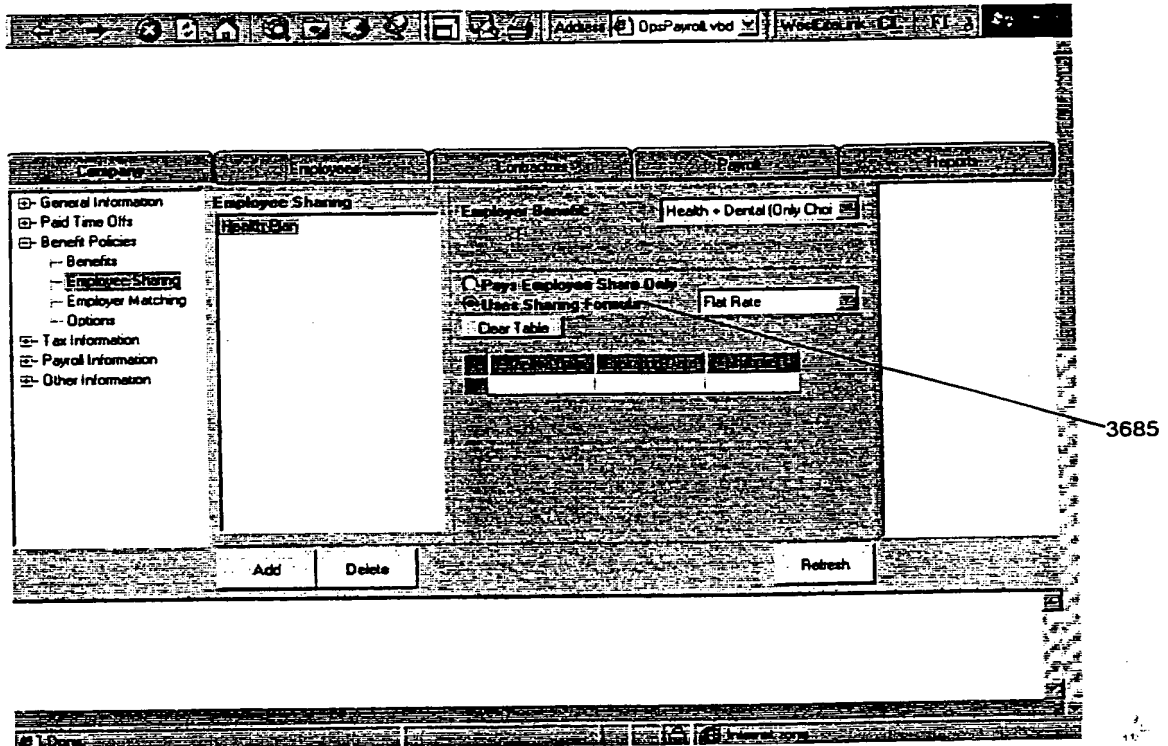 Address DpsPayroll.vbd
Company Employees Contractors Payroll Reports
General Information
Paid Time Offs
Benefit Policies
Benefits
Employee Sharing
Employer Matching
Options
Tax Information
Payroll Information
Other Information
Employee Sharing
Health Plan
Employer Benefit: Health + Dental (Only Choi
Pays Employee Share Only
Uses Sharing Formula Flat Rate
Clear Table
3685
Add Delete Refresh
Done